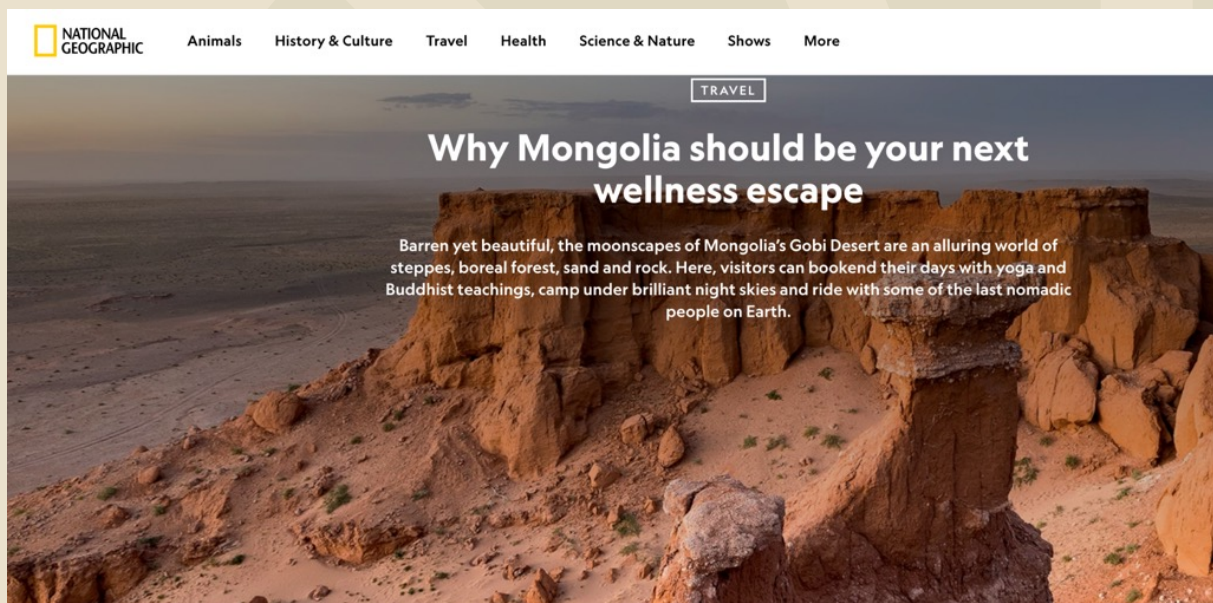 NATIONAL
GEOGRAPHIC
Animals History & Culture Travel Health Science & Nature Shows More
TRAVEL
Why Mongolia should be your next
wellness escape
Barren yet beautiful, the moonscapes of Mongolia’s Gobi Desert are an alluring world of
steppes, boreal forest, sand and rock. Here, visitors can bookend their days with yoga and
Buddhist teachings, camp under brilliant night skies and ride with some of the last nomadic
people on Earth.